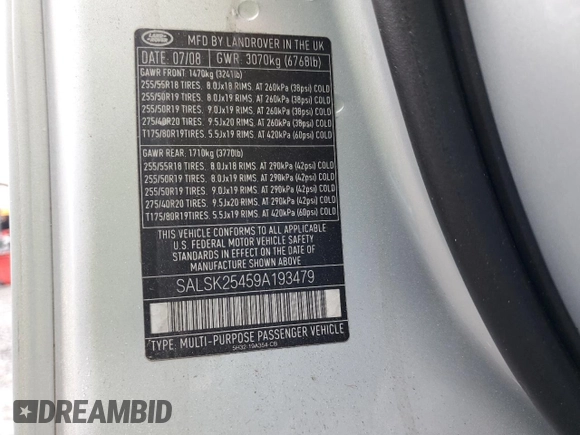 LAND ROVER
MFD BY LANDROVER IN THE UK
DATE: 07/08 GWR: 3070kg (6768lb)
GAWR FRONT: 1470kg (3241lb)
255/55R18 TIRES. 8.0Jx18 RIMS. AT 260kPa (38psi) COLD
255/50R19 TIRES. 8.0Jx19 RIMS. AT 260kPa (38psi) COLD
255/50R19 TIRES. 9.0Jx19 RIMS. AT 260kPa (38psi) COLD
275/40R20 TIRES. 9.5Jx20 RIMS. AT 260kPa (38psi) COLD
T175/80R19TIRES. 5.5Jx19 RIMS. AT 420kPa (60psi) COLD
GAWR REAR: 1710kg (3770lb)
255/55R18 TIRES. 8.0Jx18 RIMS. AT 290kPa (42psi) COLD
255/50R19 TIRES. 8.0Jx19 RIMS. AT 290kPa (42psi) COLD
255/50R19 TIRES. 9.0Jx19 RIMS. AT 290kPa (42psi) COLD
275/40R20 TIRES. 9.5Jx20 RIMS. AT 290kPa (42psi) COLD
T175/80R19TIRES. 5.5Jx19 RIMS. AT 420kPa (60psi) COLD
THIS VEHICLE CONFORMS TO ALL APPLICABLE
U.S. FEDERAL MOTOR VEHICLE SAFETY
STANDARDS IN EFFECT ON THE DATE OF
MANUFACTURE SHOWN ABOVE
SALSK25459A193479
TYPE: MULTI-PURPOSE PASSENGER VEHICLE
5H32-19A354-CB
DREAMBID